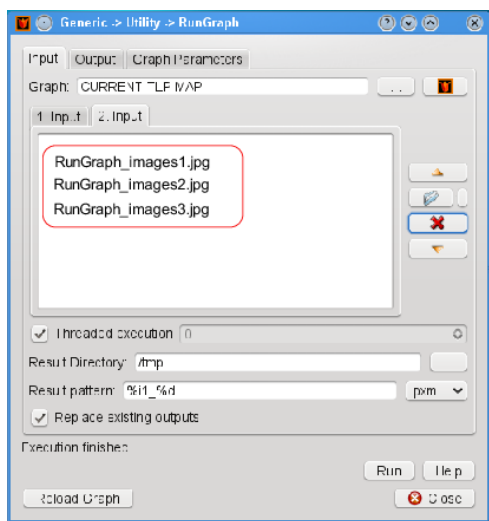 Generic -> Utility -> RunGraph
Input Output Graph Parameters
Graph: CURRENT TLP MAP ...
1. Input 2. Input
RunGraph_images1.jpg
RunGraph_images2.jpg
RunGraph_images3.jpg
Threaded execution 0
Result Directory: /tmp
Result pattern: %i1_%d pxm
Replace existing outputs
Execution finished
Run Help
Reload Graph Close